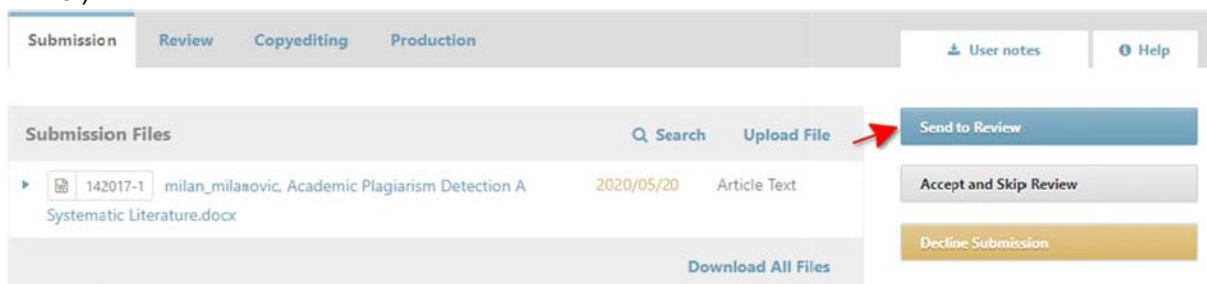 Submission Review Copyediting Production
User notes Help
Submission Files Search Upload File
Send to Review
142017-1 milan_milanovic, Academic Plagiarism Detection A 2020/05/20 Article Text
Systematic Literature.docx
Accept and Skip Review
Decline Submission
Download All Files